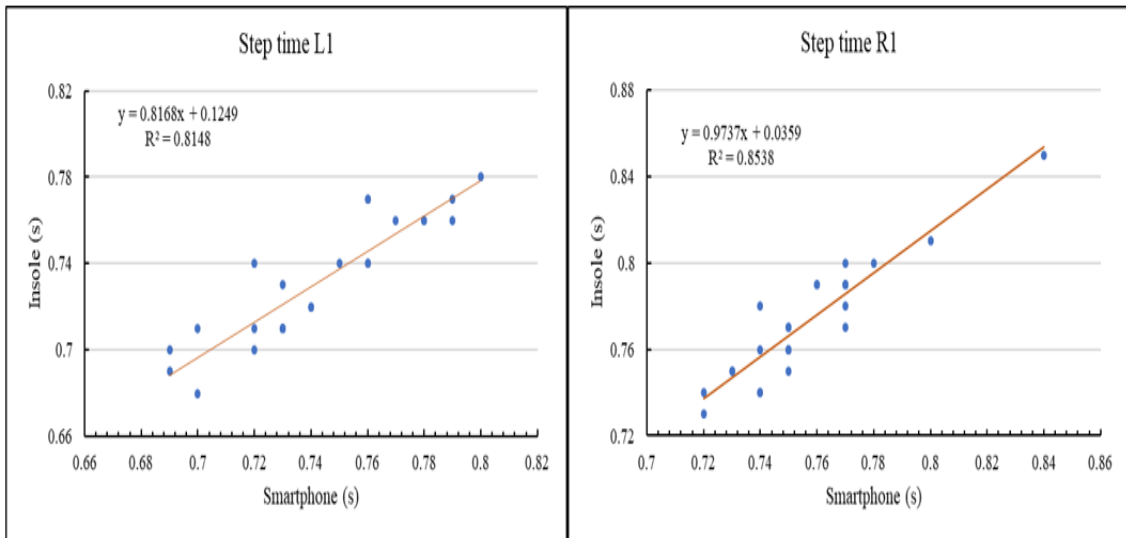 Step time L1
0.82
y = 0.8168x + 0.1249
R² = 0.8148
0.78
0.74
0.7
0.66
Insole (s)
0.66 0.68 0.7 0.72 0.74 0.76 0.78 0.8 0.82
Smartphone (s)
Step time R1
0.88
y = 0.9737x + 0.0359
R² = 0.8538
0.84
0.8
0.76
0.72
Insole (s)
0.7 0.72 0.74 0.76 0.78 0.8 0.82 0.84 0.86
Smartphone (s)